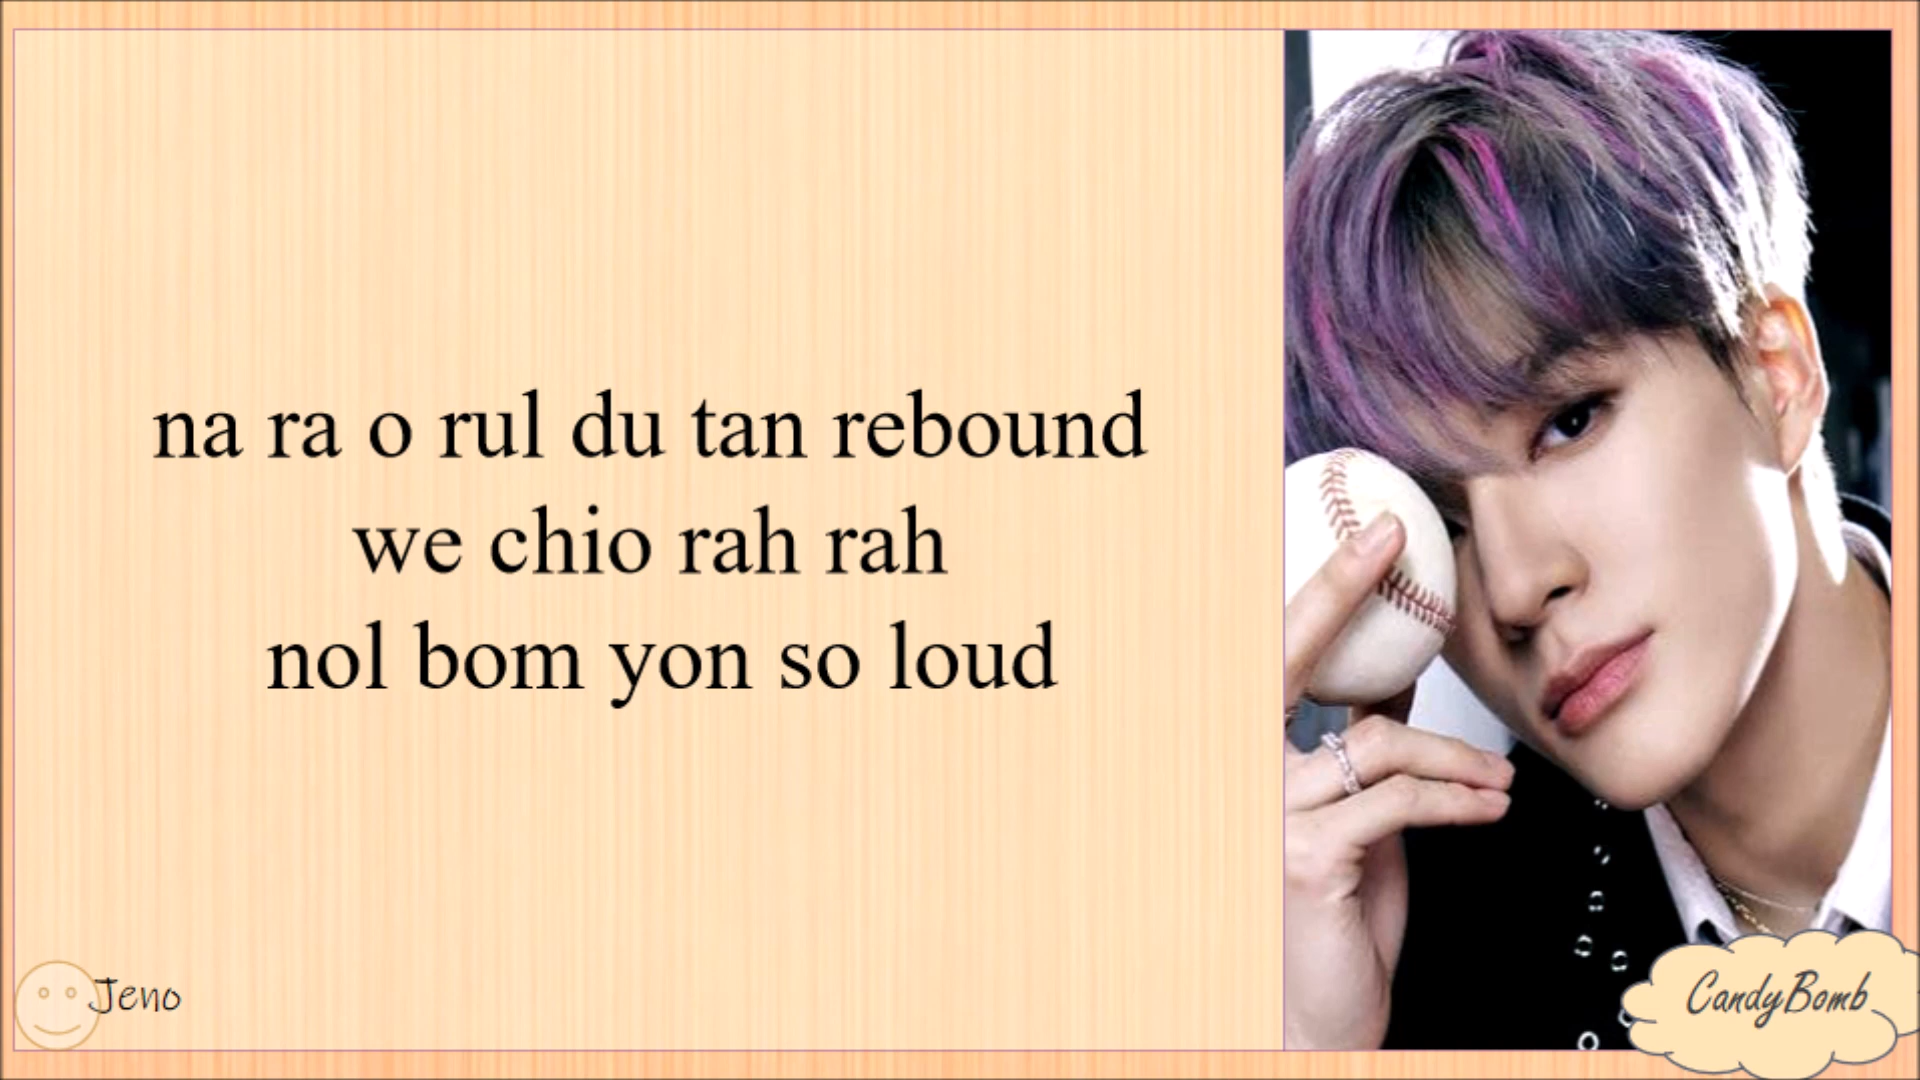 na ra o rul du tan rebound
we chio rah rah
nol bom yon so loud
Jeno
CandyBomb